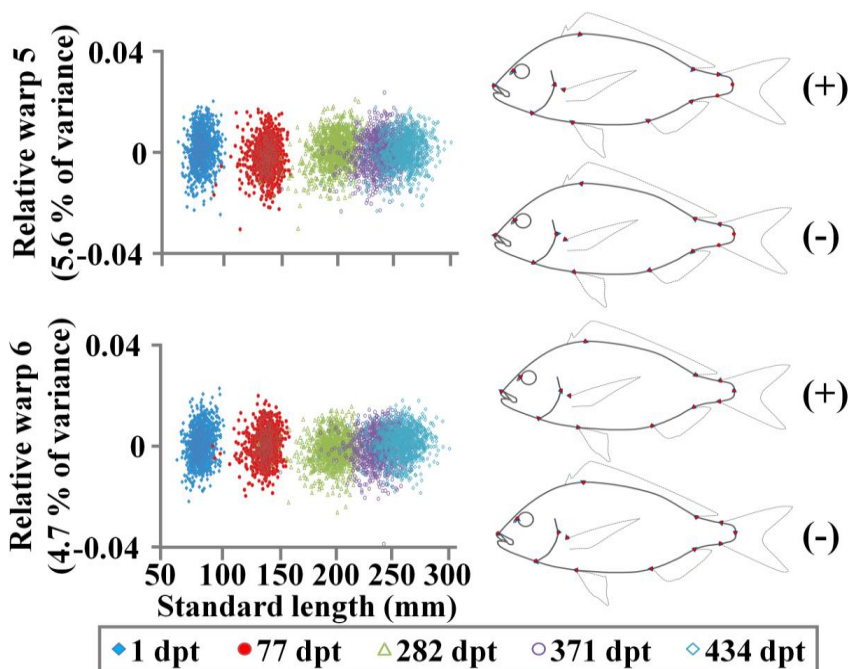 Relative warp 5
(5.6 % of variance)
0.04
0
-0.04
(+)
(-)
Relative warp 6
(4.7 % of variance)
0.04
0
-0.04
(+)
(-)
50 100 150 200 250 300
Standard length (mm)
1 dpt 77 dpt 282 dpt 371 dpt 434 dpt